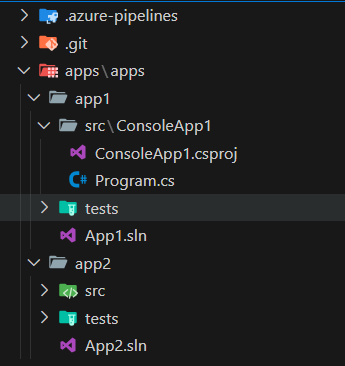 .azure-pipelines
.git
apps\apps
app1
src\ConsoleApp1
ConsoleApp1.csproj
C# Program.cs
tests
App1.sln
app2
src
tests
App2.sln